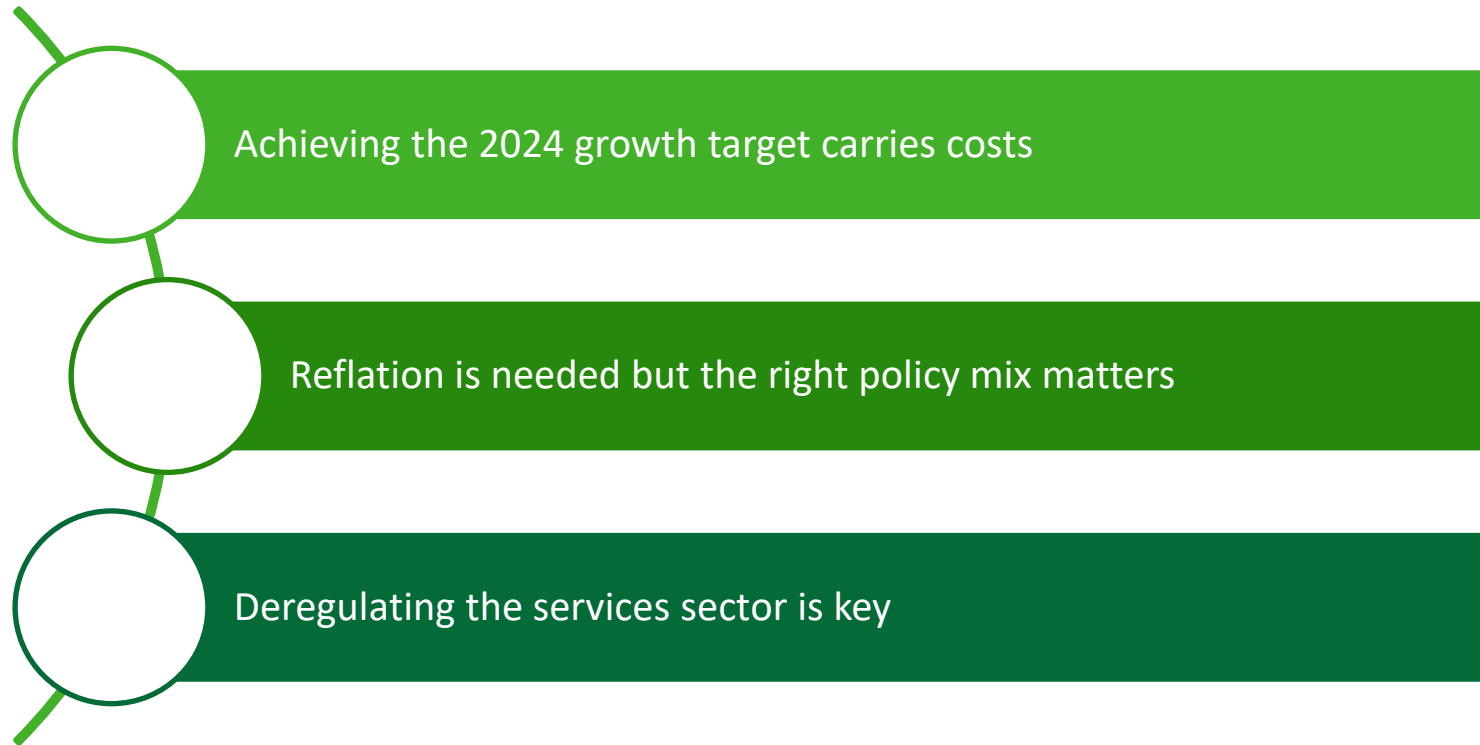 Achieving the 2024 growth target carries costs
Reflation is needed but the right policy mix matters
Deregulating the services sector is key